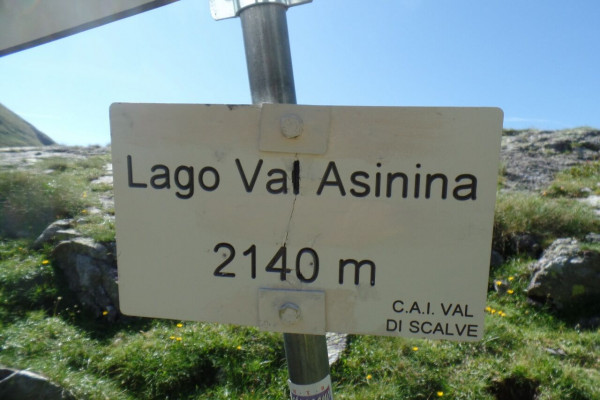 Lago Val Asinina
2140 m
C.A.I. VAL
DI SCALVE